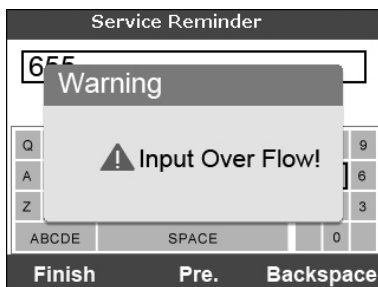 Service Reminder
655
Warning
Input Over Flow!
Q 9
A 6
Z 3
ABCDE SPACE 0
Finish Pre. Backspace